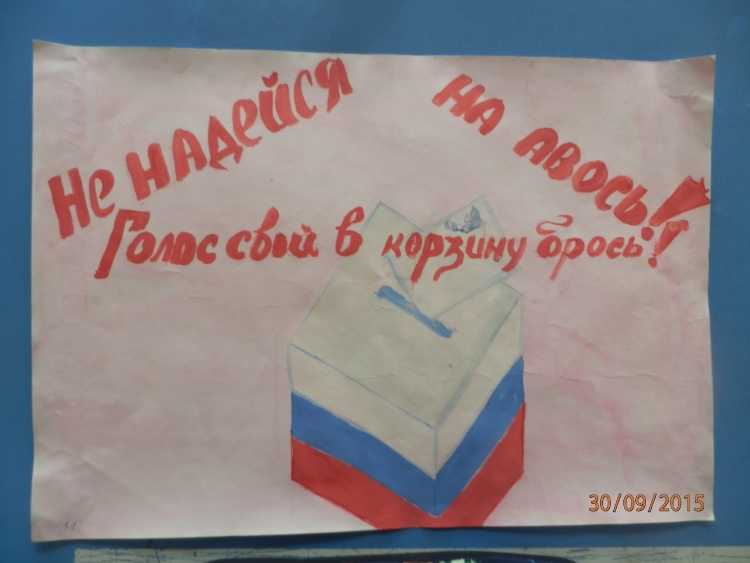 Не надейся на авось!
Голос свой в корзину брось!
30/09/2015